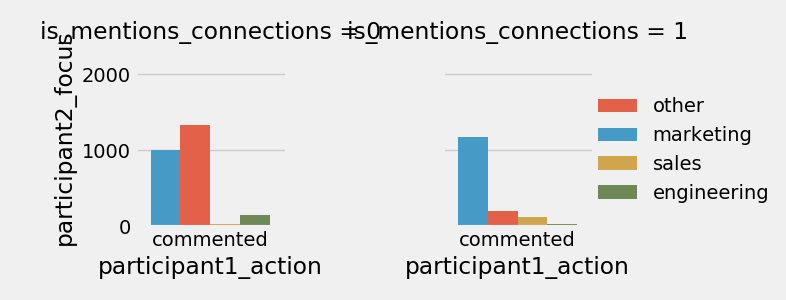 is_mentions_connections = 0
is_mentions_connections = 1
participant2_focus
2000
1000
0
commented
commented
participant1_action
participant1_action
other
marketing
sales
engineering